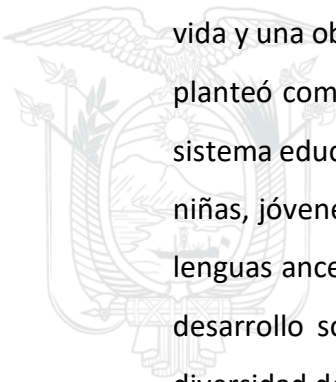 vida y una ob
planteó com
sistema educ
niñas, jóvene
lenguas ance
desarrollo so